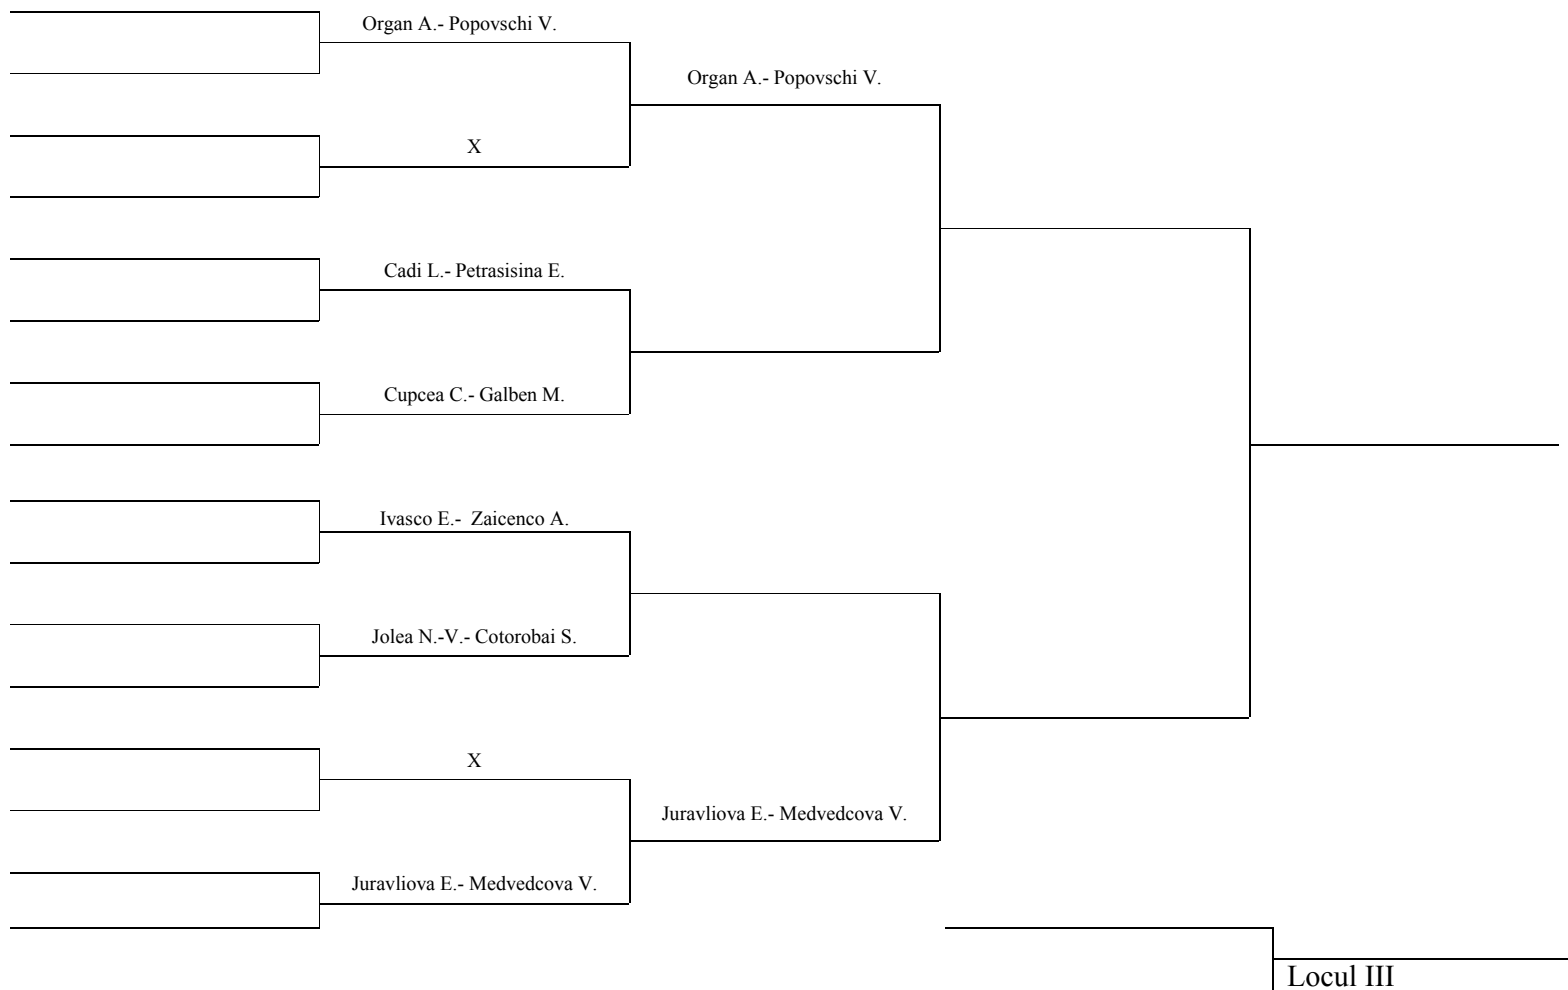 Organ A.- Popovschi V.
Organ A.- Popovschi V.
X
Cadi L.- Petrasisina E.
Cupcea C.- Galben M.
Ivasco E.-  Zaicenco A.
Jolea N.-V.- Cotorobai S.
X
Juravliova E.- Medvedcova V.
Juravliova E.- Medvedcova V.
Locul III